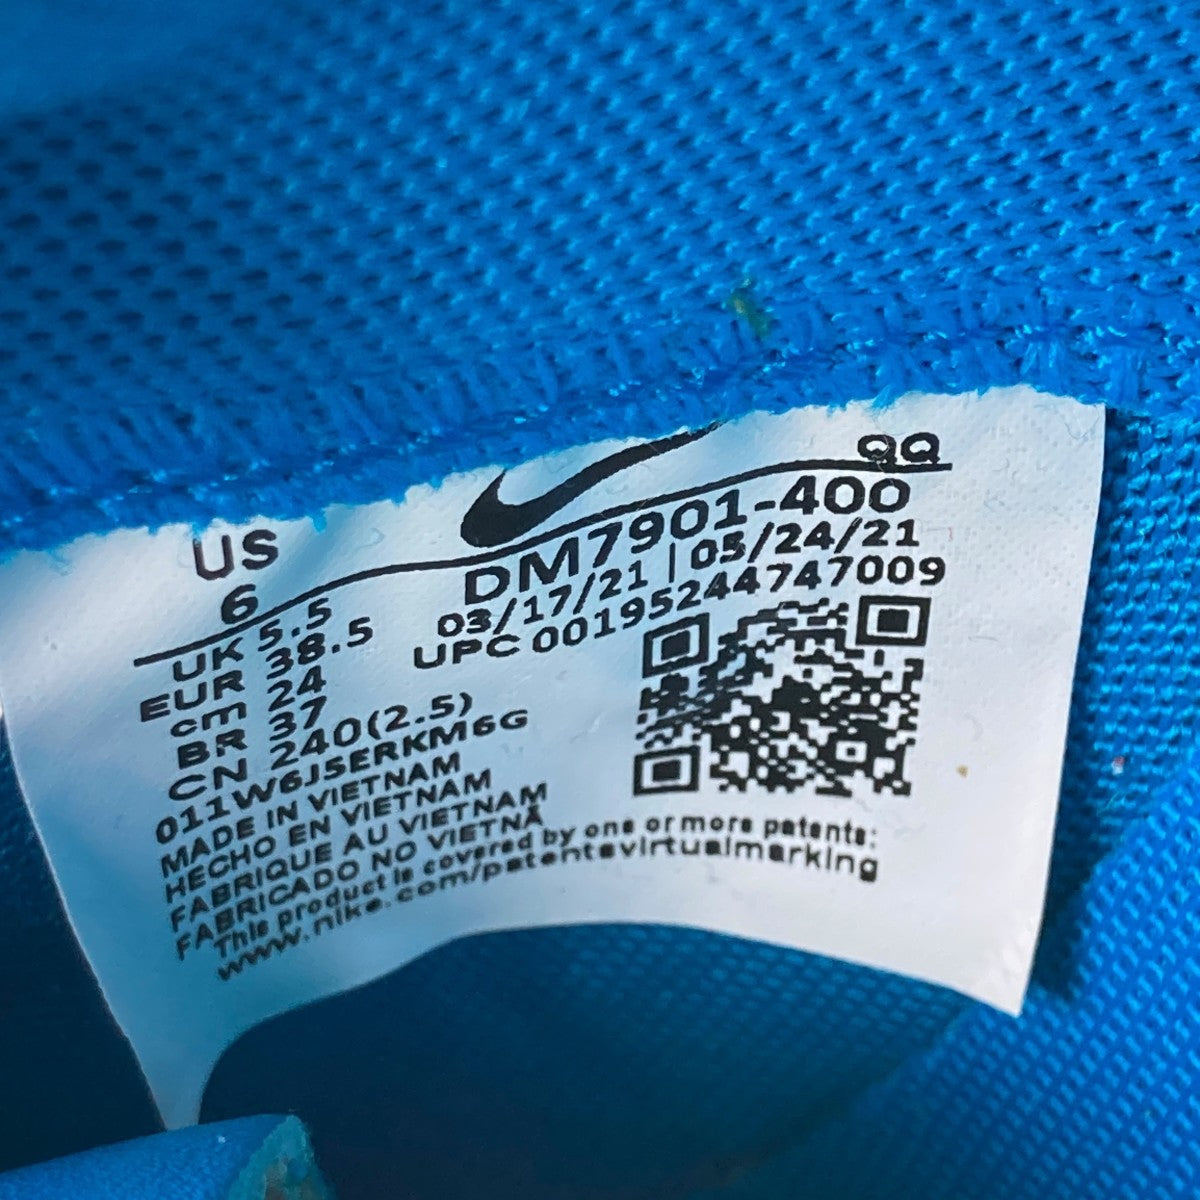 QQ
US
6
UK 5.5
EUR 38.5
cm 24
BR 37
CN 240(2.5)
011W6J5ERKM6G
MADE IN VIETNAM
HECHO EN VIETNAM
FABRIQUE AU VIETNAM
FABRICADO NO VIETNÃ
This product is covered by one or more patents:
www.nike.com/patentsvirtualmarking
DM7901-400
03/17/21 | 05/24/21
UPC 00195244747009